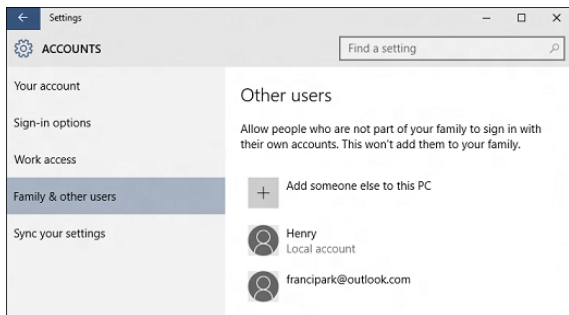 Settings
ACCOUNTS
Find a setting
Your account
Sign-in options
Work access
Family & other users
Sync your settings
Other users
Allow people who are not part of your family to sign in with
their own accounts. This won't add them to your family.
Add someone else to this PC
Henry
Local account
francipark@outlook.com